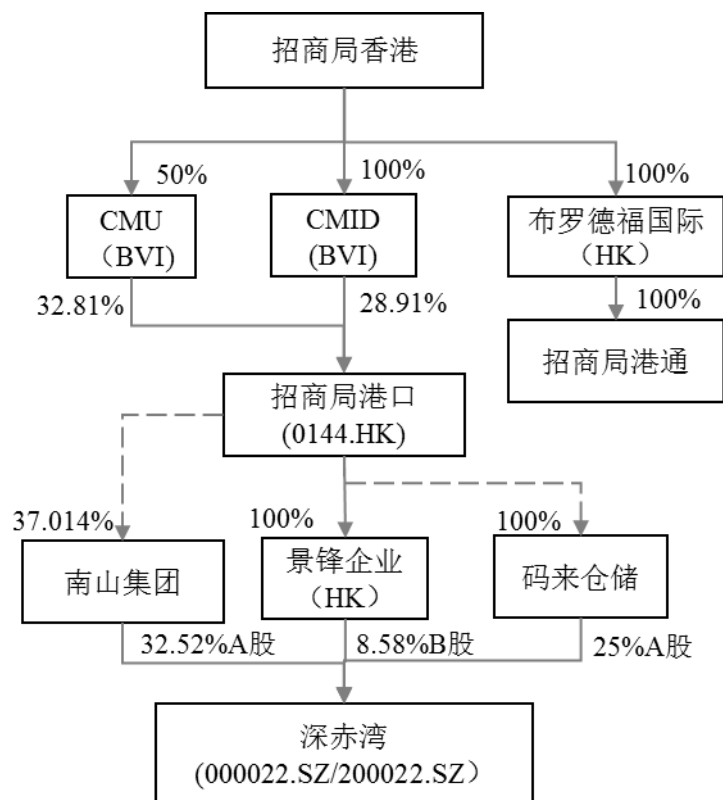 招商局香港
50%
100%
100%
CMU
（BVI)
CMID
(BVI)
布罗德福国际
（HK）
32.81%
28.91%
100%
招商局港通
招商局港口
(0144.HK)
37.014%
100%
100%
南山集团
景锋企业
（HK）
码来仓储
32.52%A股
8.58%B股
25%A股
深赤湾
(000022.SZ/200022.SZ）